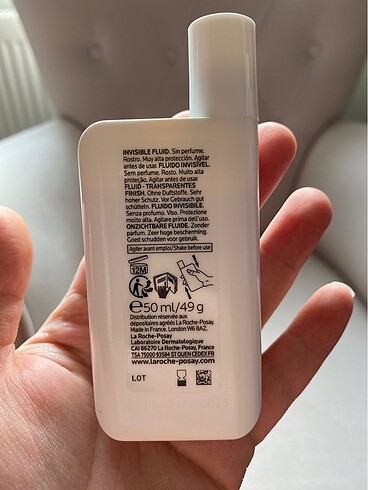 INVISIBLE FLUID. Sin perfume.
Rostro. Muy alta protección. Agitar
antes de usar. FLUIDO INVISÍVEL.
Sem perfume. Rosto. Muito alta
proteção. Agitar antes de usar.
FLUID - TRANSPARENTES
FINISH. Ohne Duftstoffe. Sehr
hoher Schutz. Vor Gebrauch gut
schütteln. FLUIDO INVISIBILE.
Senza profumo. Viso. Protezione
molto alta. Agitare prima dell'uso.
ONZICHTBARE FLUIDE. Zonder
parfum. Zeer hoge bescherming.
Goed schudden voor gebruik.
Agiter avant emploi/Shake before use
12M
e50 ml/49 g
Distribution réservée aux
dépositaires agréés La Roche-Posay.
Made in France. London W6 8AZ.
La Roche-Posay
Laboratoire Dermatologique
CAI 86270 La Roche-Posay, France
TSA 75000 93584 ST OUEN CEDEX FR
www.laroche-posay.com
LOT